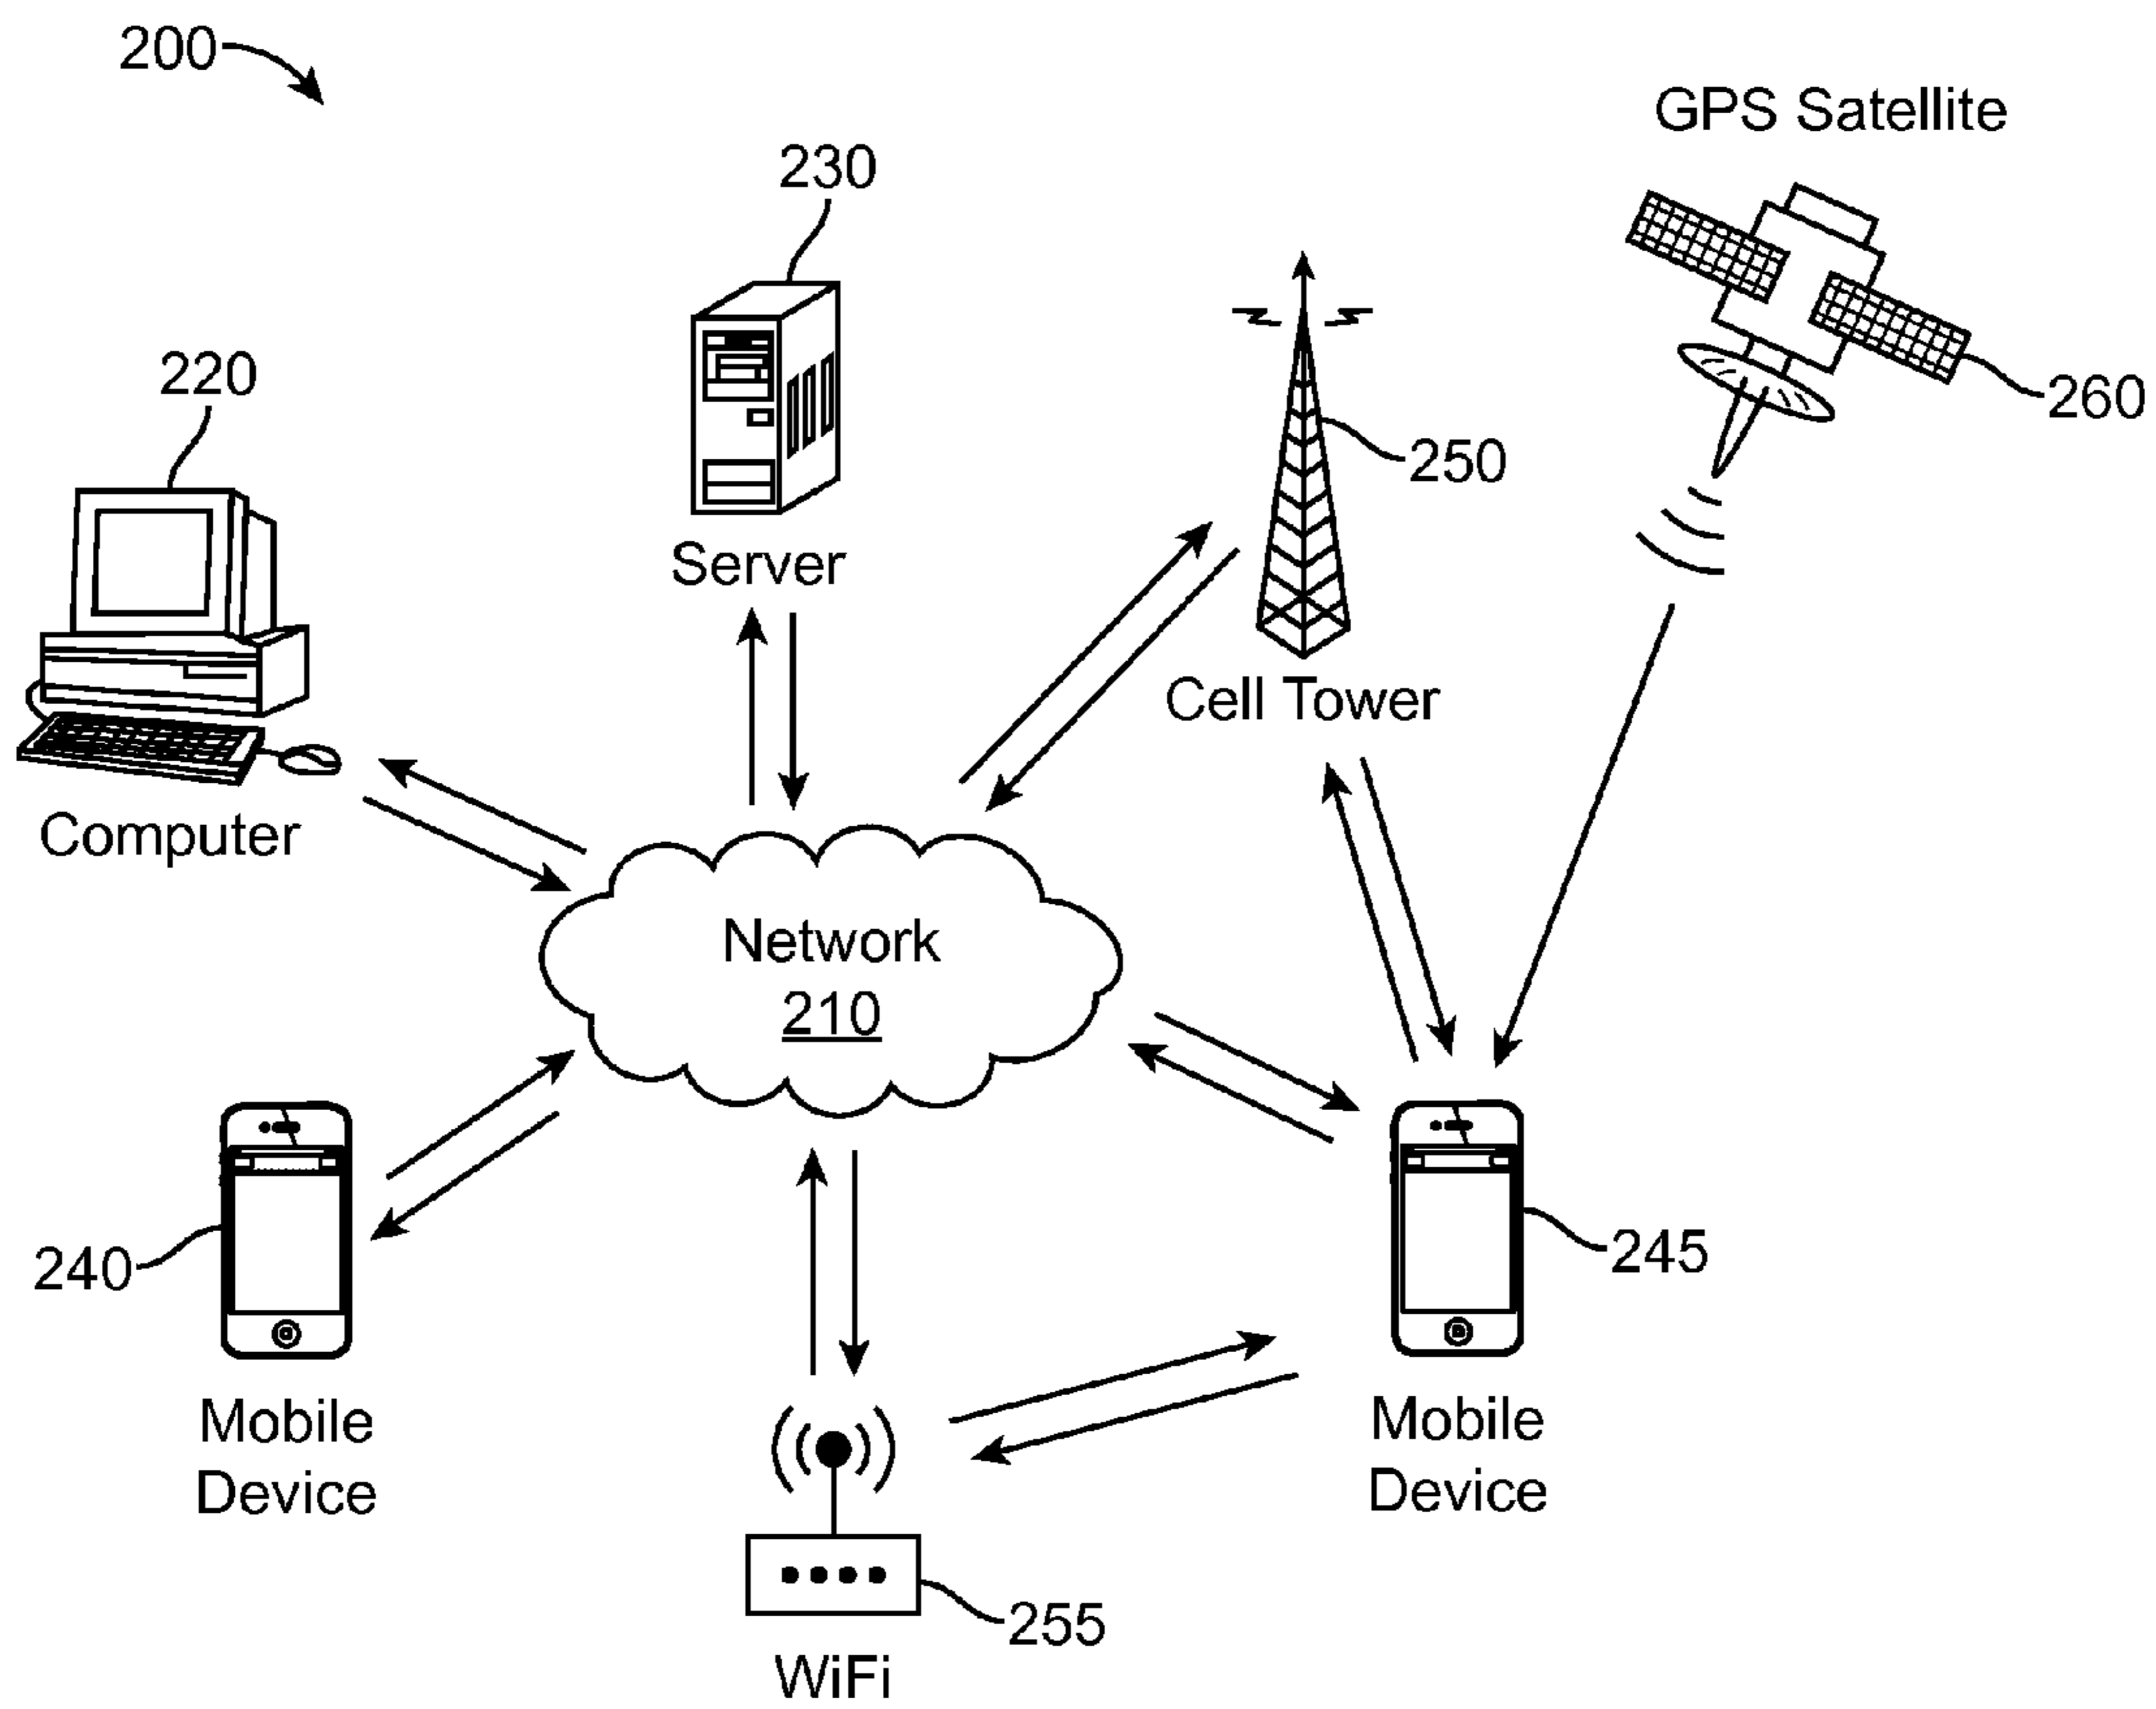 200
GPS Satellite
230
220
260
250
Server
Cell Tower
Computer
Network
210
240
245
Mobile
Device
Mobile
Device
255
WiFi